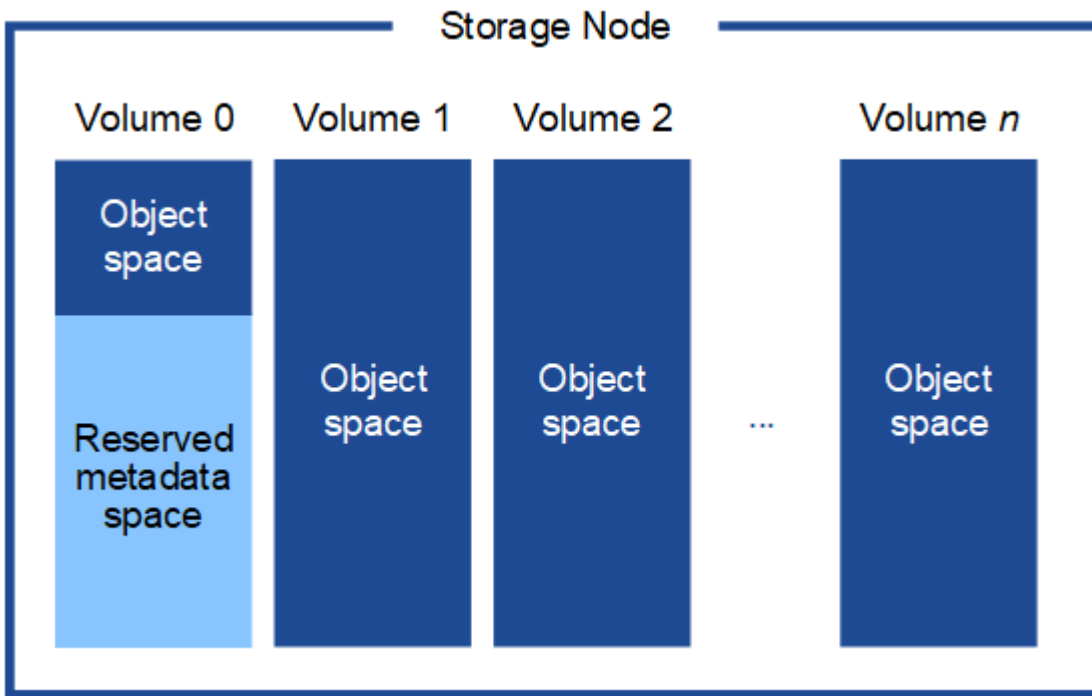 Storage Node
Volume 0
Volume 1
Volume 2
Volume n
Object
space
Reserved
metadata
space
Object
space
Object
space
...
Object
space